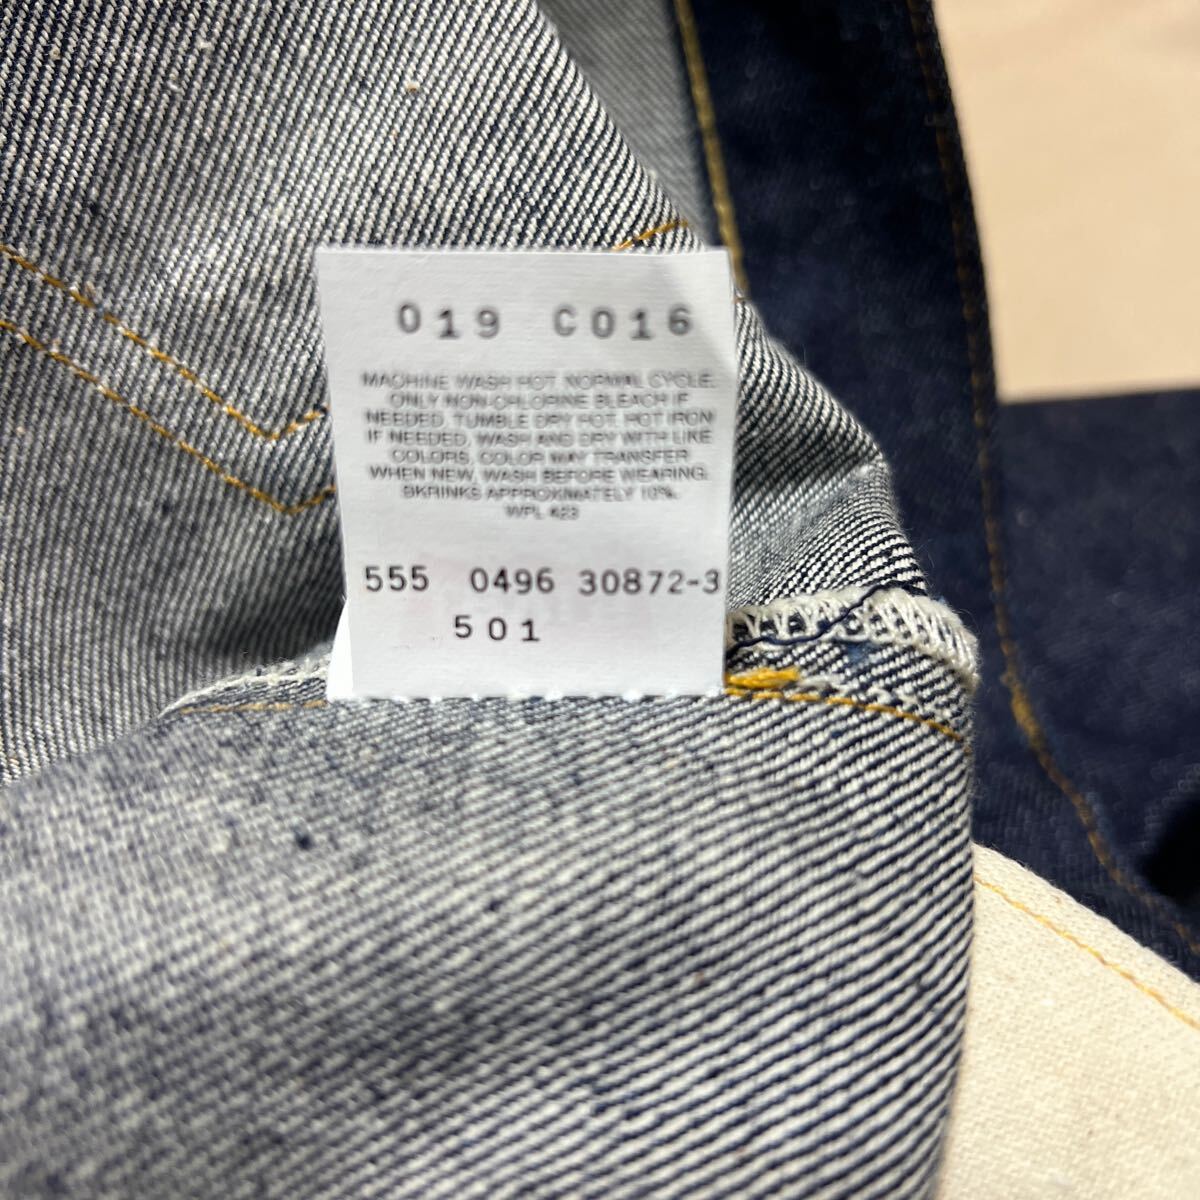 019 C016
MACHINE WASH HOT NORMAL CYCLE.
ONLY NON-CHLORINE BLEACH IF
NEEDED. TUMBLE DRY HOT. HOT IRON
IF NEEDED. WASH AND DRY WITH LIKE
COLORS. COLOR MAY TRANSFER
WHEN NEW, WASH BEFORE WEARING.
SKRINKS APPROXIMATELY 10%.
WPL 423
555 0496 30872-3
501